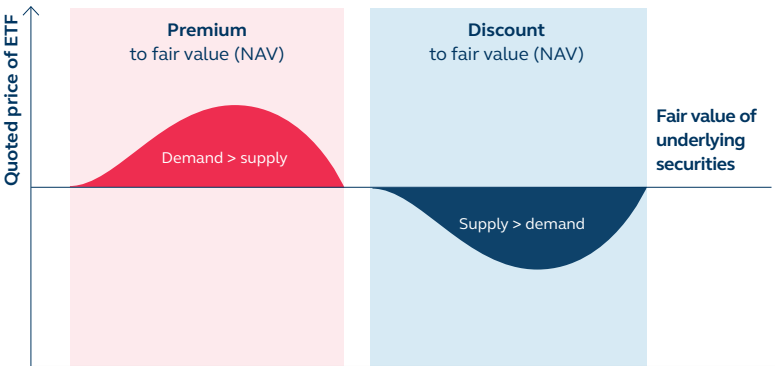 Quoted price of ETF
Premium
to fair value (NAV)
Demand > supply
Discount
to fair value (NAV)
Supply > demand
Fair value of
underlying
securities